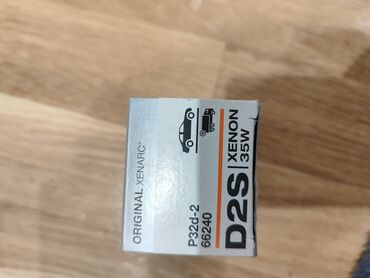 ORIGINAL XENARC®
P32d-2
66240
D2S
XENON
35W